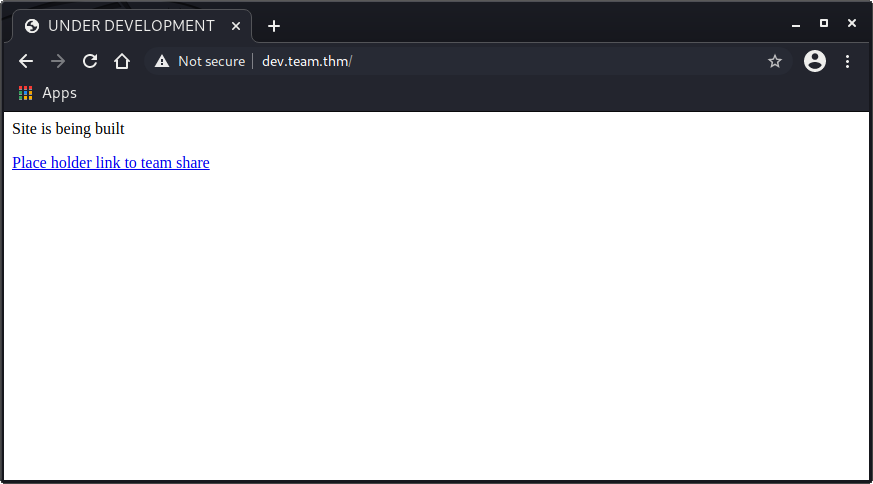 UNDER DEVELOPMENT
Not secure | dev.team.thm/
Apps
Site is being built
Place holder link to team share